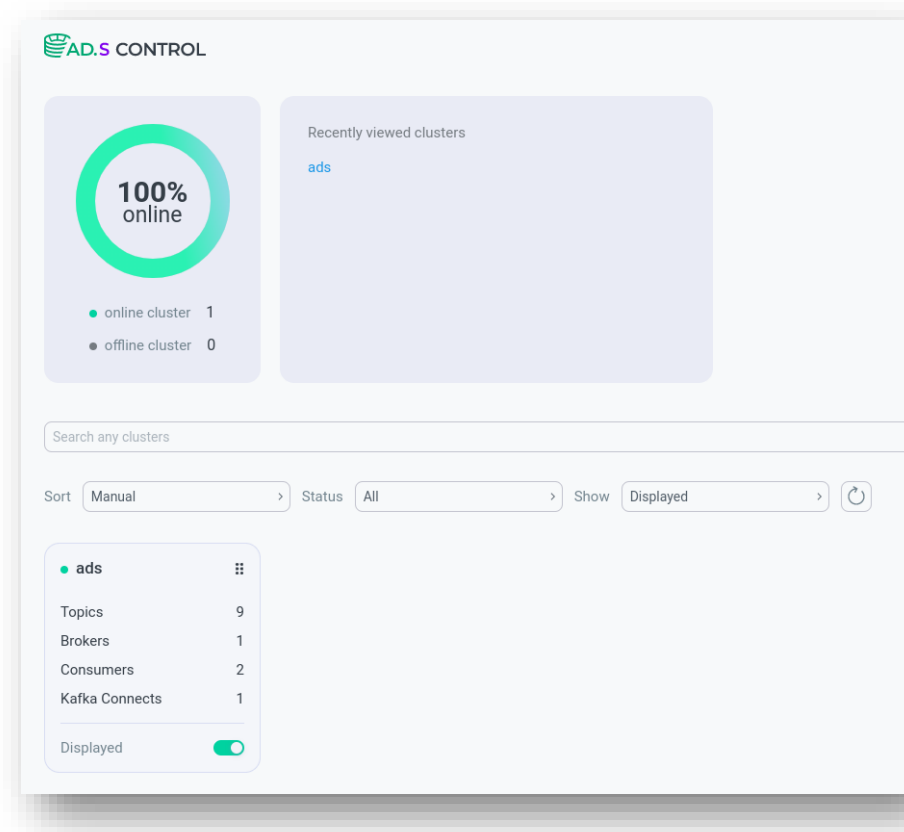 AD.S CONTROL
100%
online
online cluster 1
offline cluster 0
Recently viewed clusters
ads
Search any clusters
Sort Manual Status All Show Displayed
ads
Topics 9
Brokers 1
Consumers 2
Kafka Connects 1
Displayed